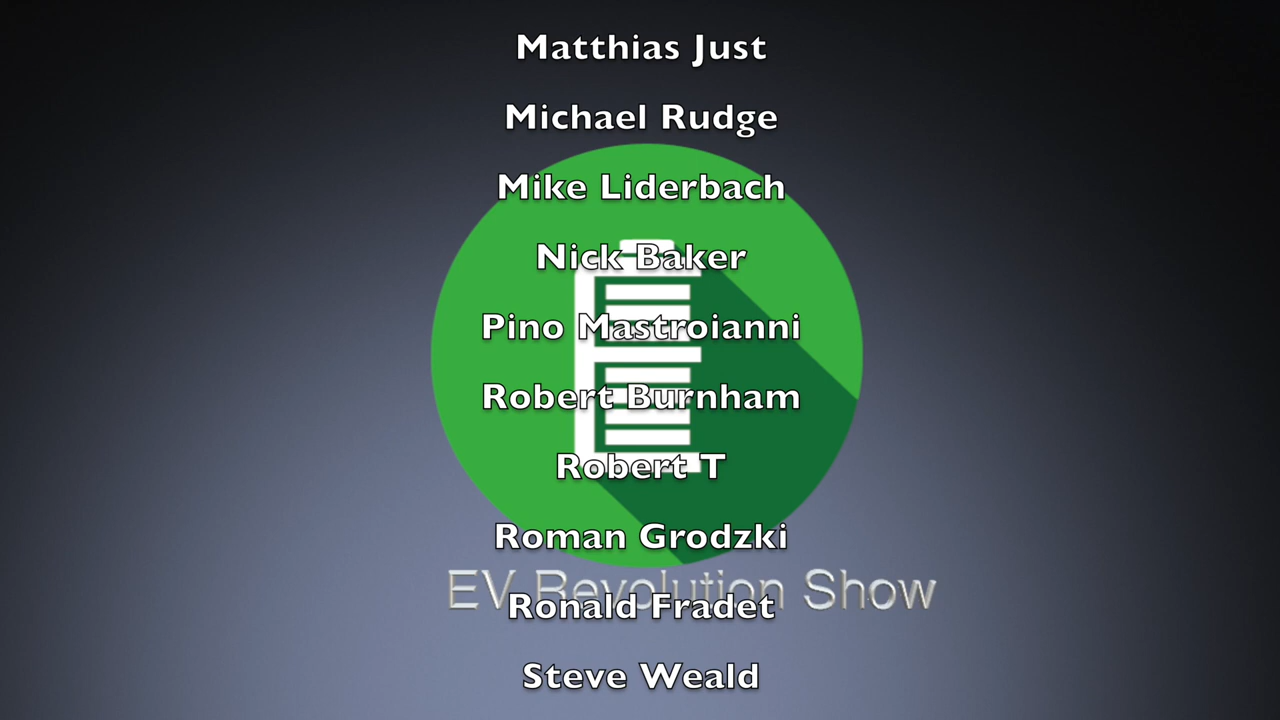 Matthias Just
Michael Rudge
Mike Liderbach
Nick Baker
Pino Mastroianni
Robert Burnham
Robert T
Roman Grodzki
EV Revolution Show
Ronald Fradet
Steve Weald